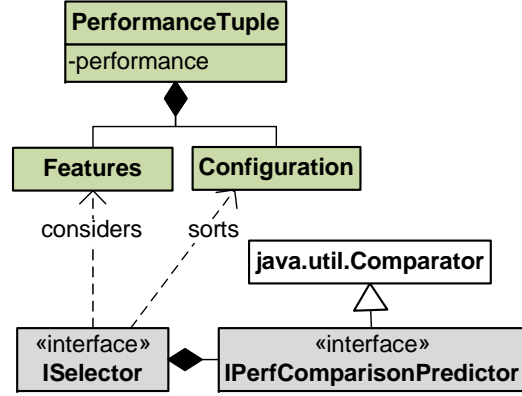 PerformanceTuple
-performance
Features
Configuration
considers
sorts
java.util.Comparator
«interface»
ISelector
«interface»
IPerfComparisonPredictor